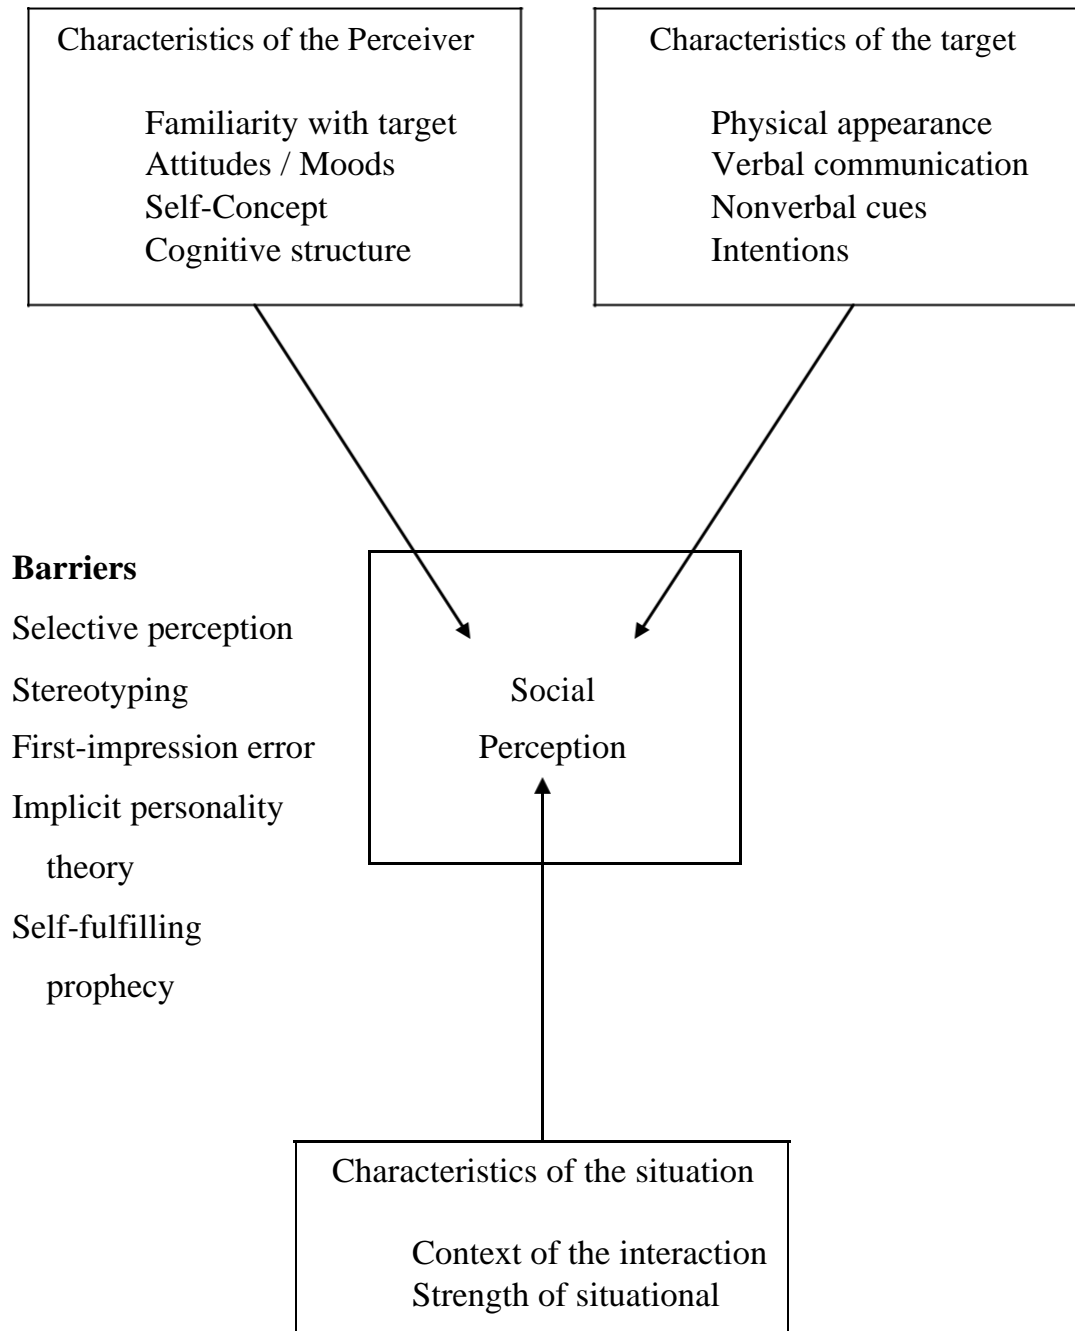 Characteristics of the Perceiver
Familiarity with target
Attitudes / Moods
Self-Concept
Cognitive structure
Characteristics of the target
Physical appearance
Verbal communication
Nonverbal cues
Intentions
Barriers
Selective perception
Stereotyping
First-impression error
Implicit personality
theory
Self-fulfilling
prophecy
Social
Perception
Characteristics of the situation
Context of the interaction
Strength of situational